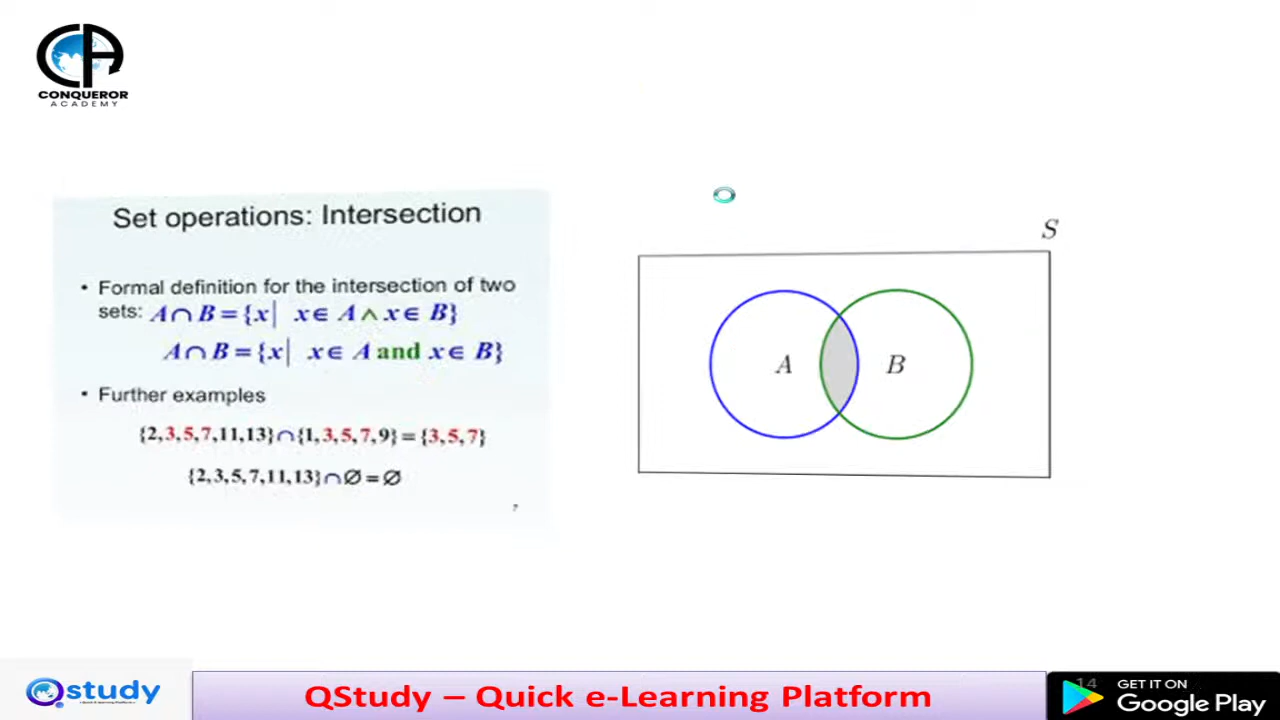 CONQUEROR
ACADEMY
Set operations: Intersection
• Formal definition for the intersection of two
sets: A∩B={x| x∈ A∧x∈ B}
A∩B={x| x∈ A and x∈ B}
• Further examples
{2,3,5,7,11,13}∩{1,3,5,7,9}={3,5,7}
{2,3,5,7,11,13}∩∅=∅
S
A
B
Qstudy
QStudy – Quick e-Learning Platform
14
GET IT ON
Google Play